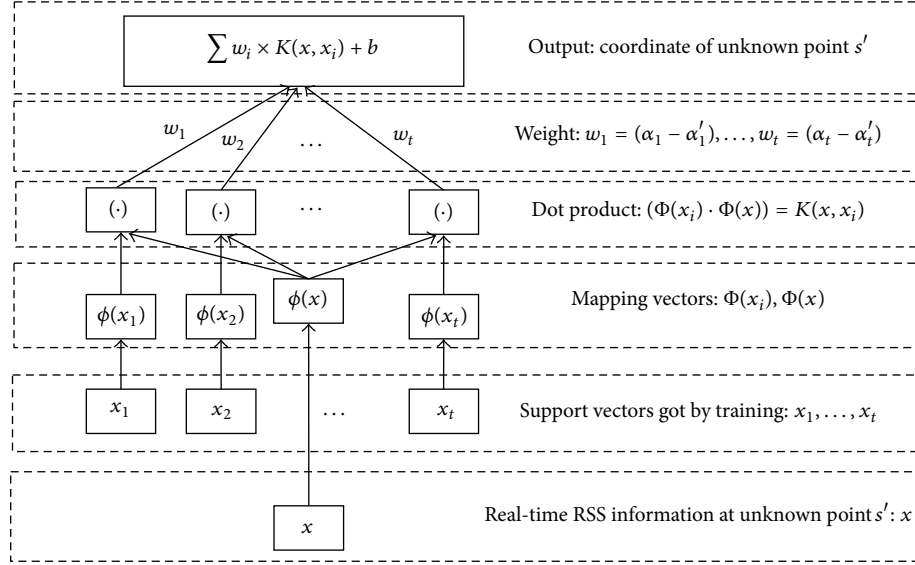 ∑ wᵢ × K(x, xᵢ) + b
Output: coordinate of unknown point s′
w₁
w₂
...
wₜ
Weight: w₁ = (α₁ − α₁′), ..., wₜ = (αₜ − αₜ′)
(·)
(·)
...
(·)
Dot product: (Φ(xᵢ) · Φ(x)) = K(x, xᵢ)
ϕ(x₁)
ϕ(x₂)
ϕ(x)
ϕ(xₜ)
Mapping vectors: Φ(xᵢ), Φ(x)
x₁
x₂
...
xₜ
Support vectors got by training: x₁, ..., xₜ
x
Real-time RSS information at unknown point s′: x